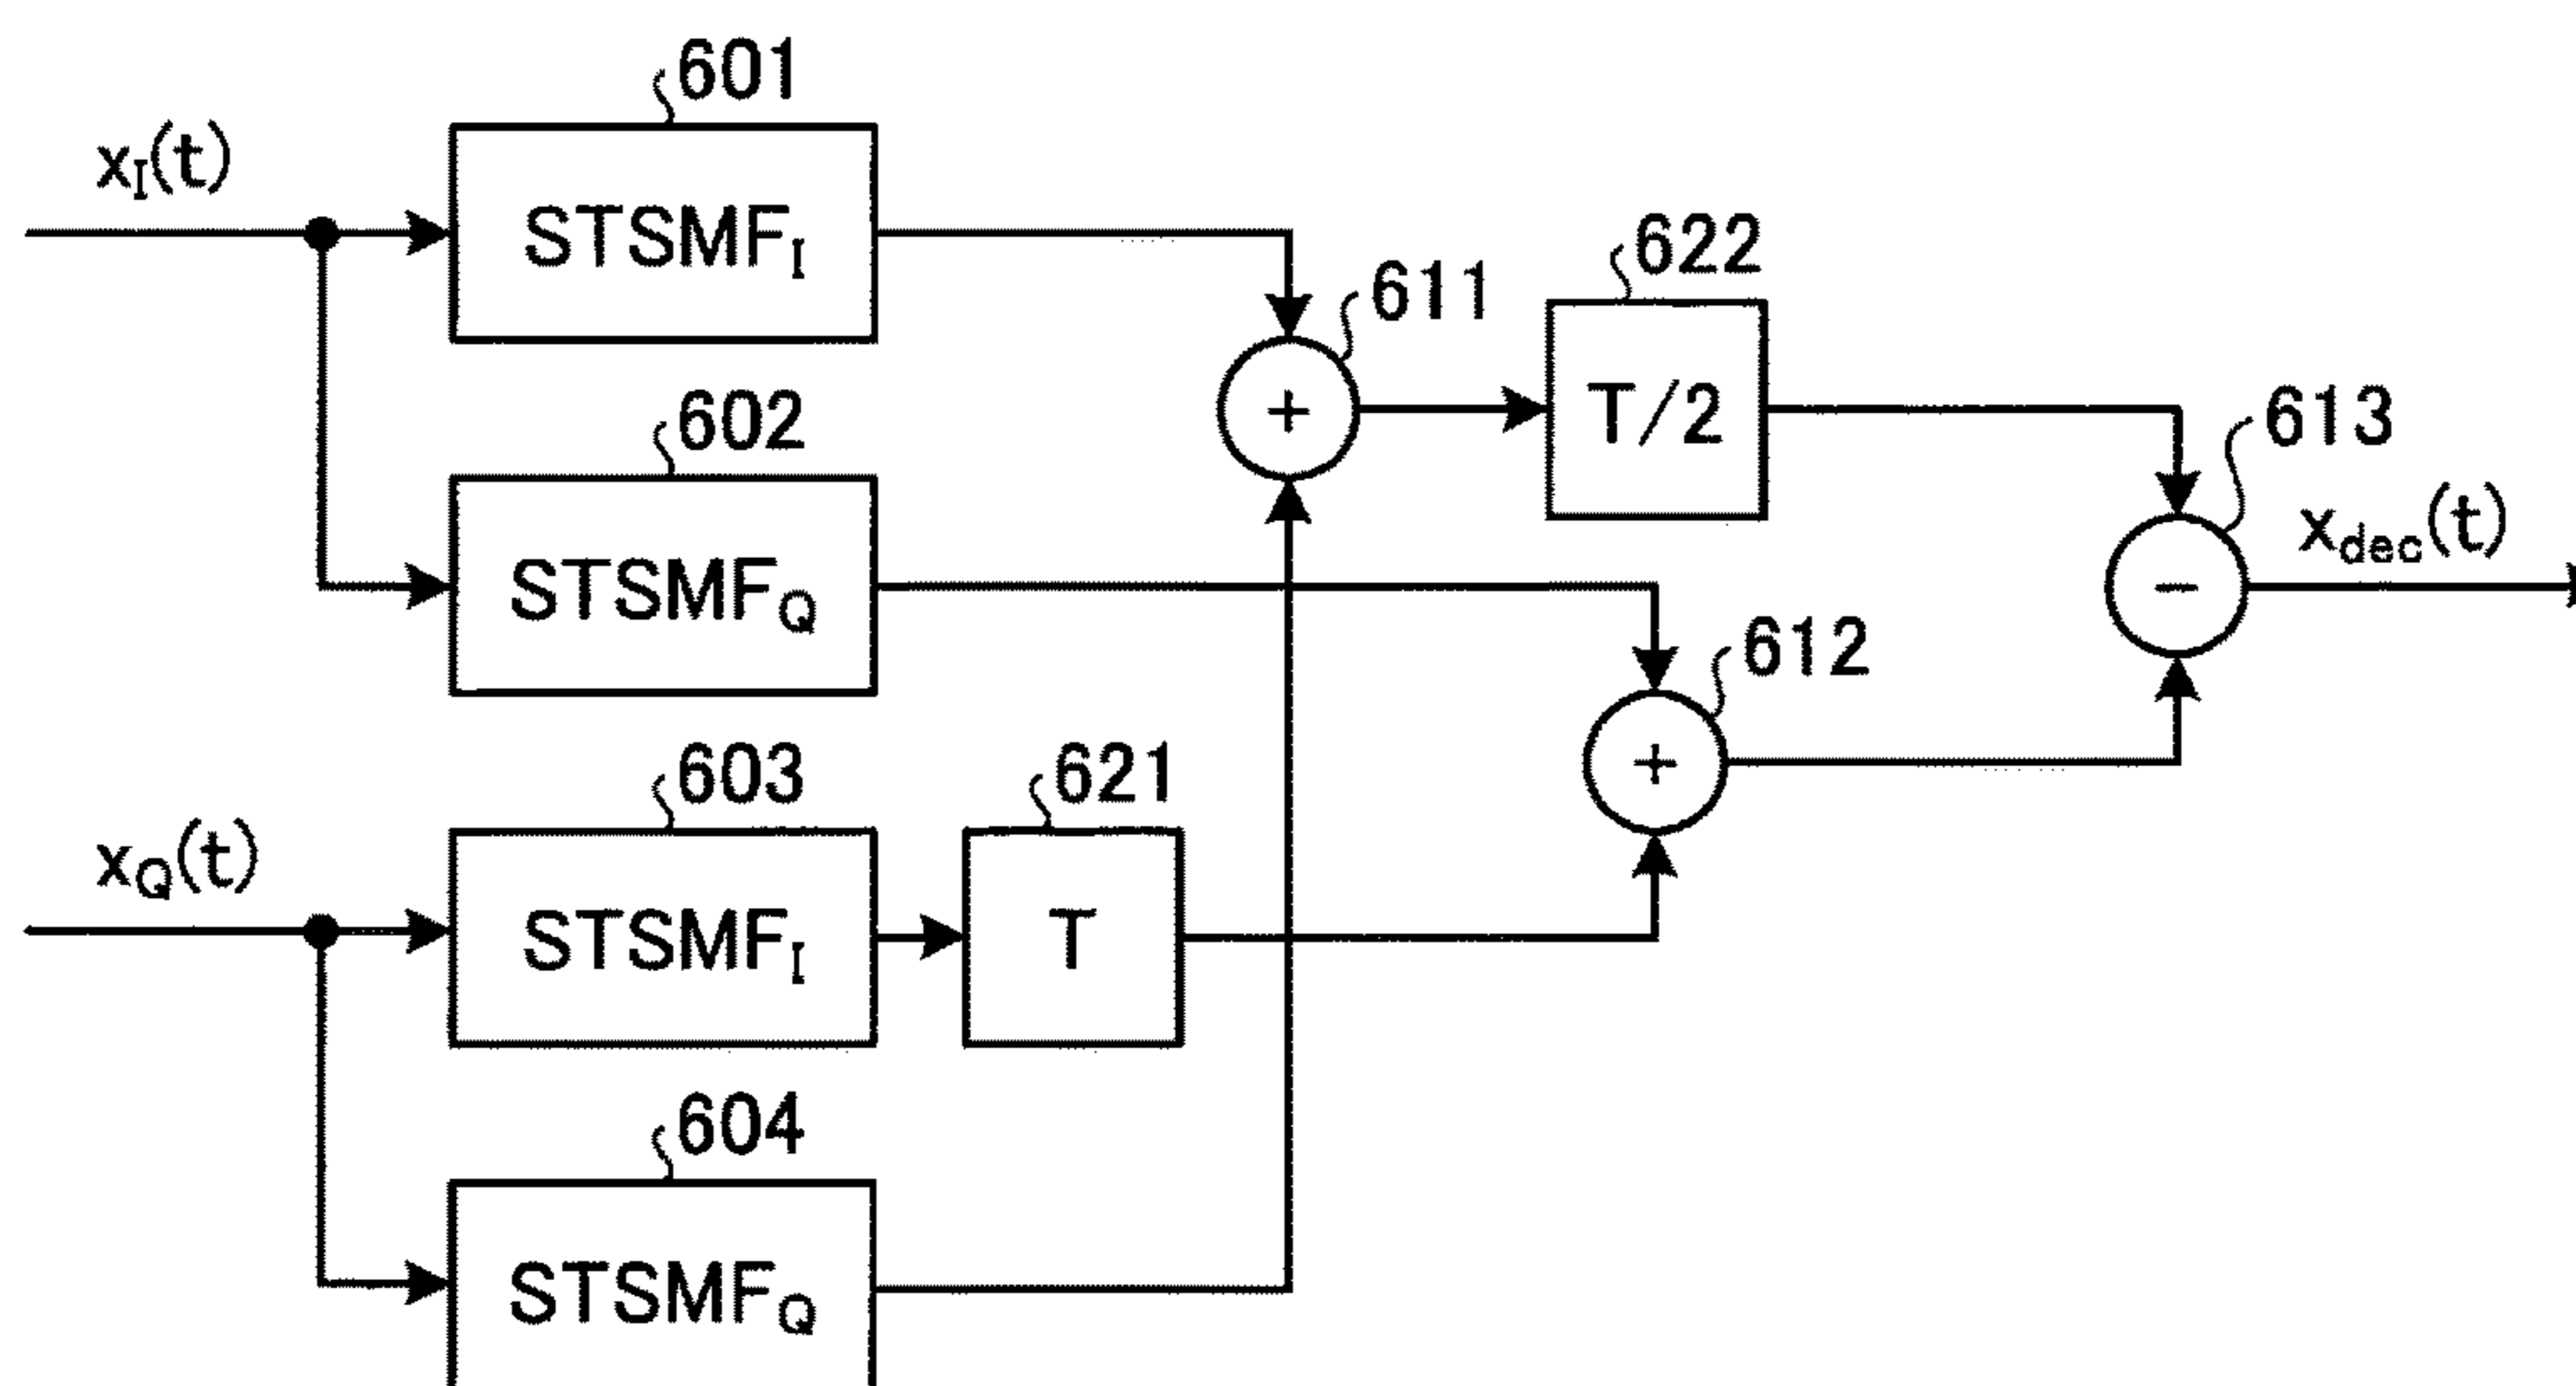 601
x_I(t)
STSMF_I
622
611
+
T/2
602
613
STSMF_Q
x_dec(t)
-
612
+
603
621
x_Q(t)
STSMF_I
T
604
STSMF_Q